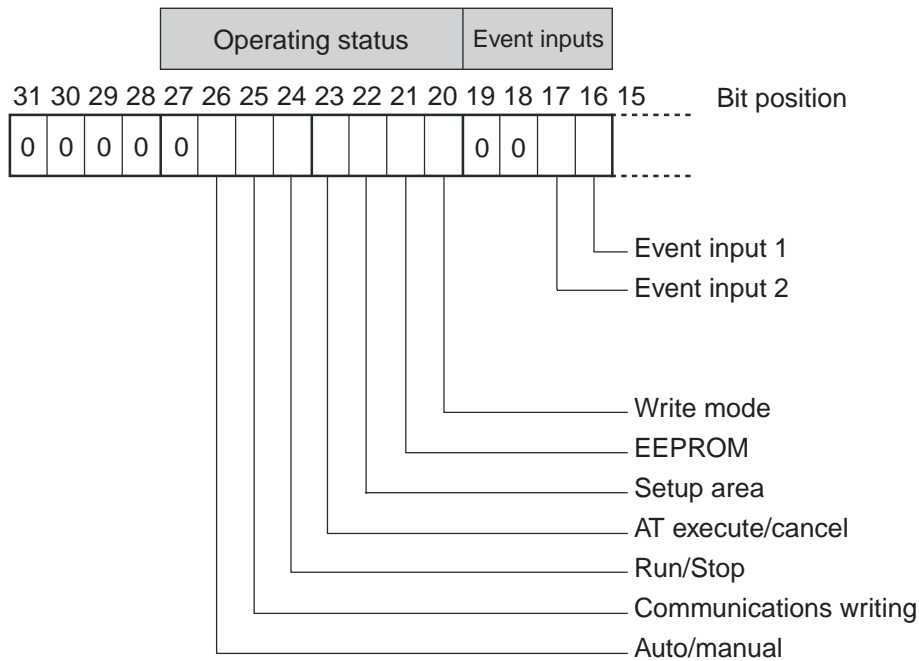 Operating status Event inputs
31 30 29 28 27 26 25 24 23 22 21 20 19 18 17 16 15 Bit position
0 0 0 0 0 0 0
Event input 1
Event input 2
Write mode
EEPROM
Setup area
AT execute/cancel
Run/Stop
Communications writing
Auto/manual